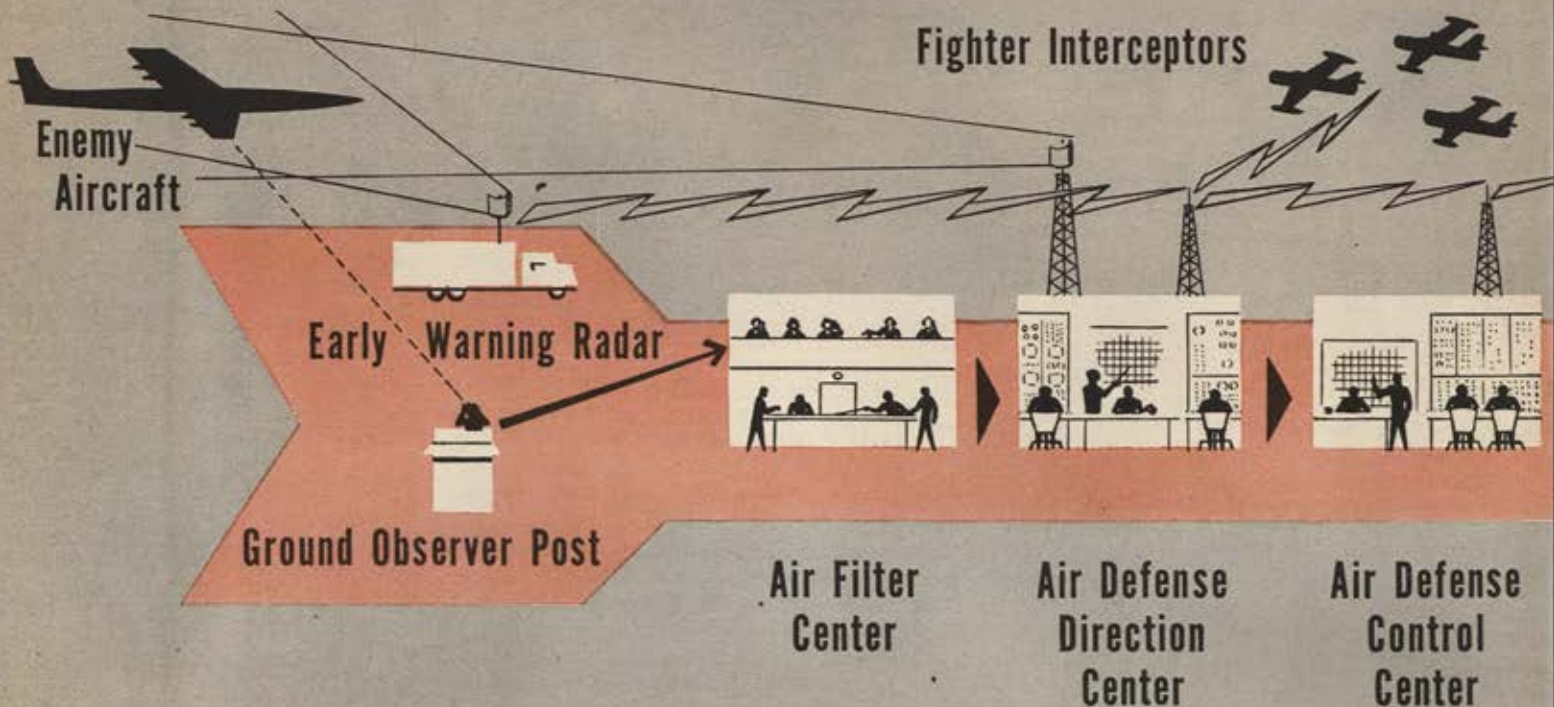 Fighter Interceptors
Enemy
Aircraft
Early Warning Radar
Ground Observer Post
Air Filter
Center
Air Defense
Direction
Center
Air Defense
Control
Center